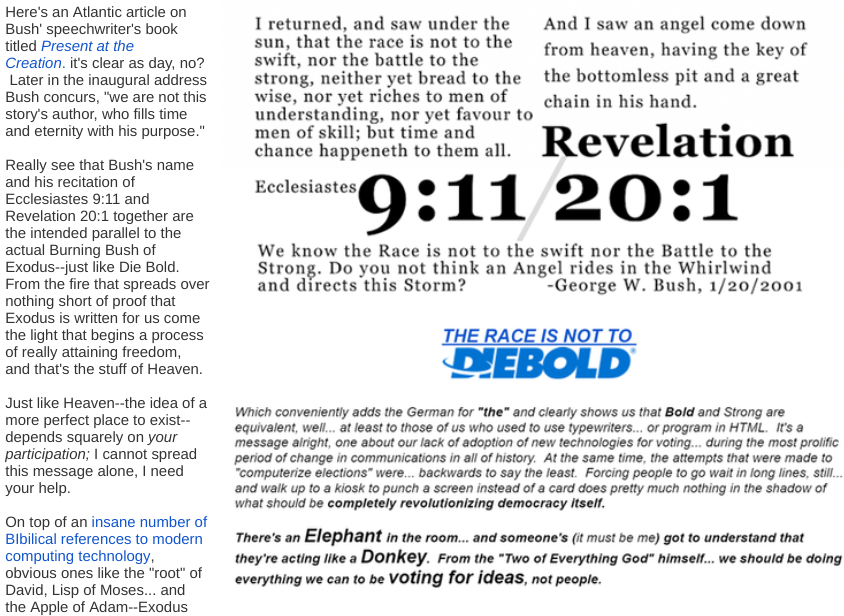 Here's an Atlantic article on
Bush' speechwriter's book
titled Present at the
Creation. it's clear as day, no?
Later in the inaugural address
Bush concurs, "we are not this
story's author, who fills time
and eternity with his purpose."
Really see that Bush's name
and his recitation of
Ecclesiastes 9:11 and
Revelation 20:1 together are
the intended parallel to the
actual Burning Bush of
Exodus--just like Die Bold.
From the fire that spreads over
nothing short of proof that
Exodus is written for us come
the light that begins a process
of really attaining freedom,
and that's the stuff of Heaven.
Just like Heaven--the idea of a
more perfect place to exist--
depends squarely on your
participation; I cannot spread
this message alone, I need
your help.
On top of an insane number of
BIbilical references to modern
computing technology,
obvious ones like the "root" of
David, Lisp of Moses... and
the Apple of Adam--Exodus
I returned, and saw under the
sun, that the race is not to the
swift, nor the battle to the
strong, neither yet bread to the
wise, nor yet riches to men of
understanding, nor yet favour to
men of skill; but time and
chance happeneth to them all.
Ecclesiastes 9:11
And I saw an angel come down
from heaven, having the key of
the bottomless pit and a great
chain in his hand.
Revelation
20:1
We know the Race is not to the swift nor the Battle to the
Strong. Do you not think an Angel rides in the Whirlwind
and directs this Storm? -George W. Bush, 1/20/2001
THE RACE IS NOT TO
DIEBOLD®
Which conveniently adds the German for "the" and clearly shows us that Bold and Strong are
equivalent, well... at least to those of us who used to use typewriters... or program in HTML. It's a
message alright, one about our lack of adoption of new technologies for voting... during the most prolific
period of change in communications in all of history. At the same time, the attempts that were made to
"computerize elections" were... backwards to say the least. Forcing people to go wait in long lines, still...
and walk up to a kiosk to punch a screen instead of a card does pretty much nothing in the shadow of
what should be completely revolutionizing democracy itself.
There's an Elephant in the room... and someone's (it must be me) got to understand that
they're acting like a Donkey. From the "Two of Everything God" himself... we should be doing
everything we can to be voting for ideas, not people.